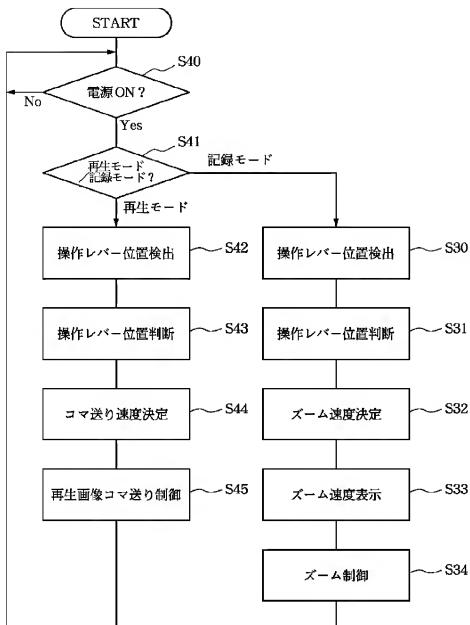 START
S40
電源ON?
No
Yes
S41
再生モード
/記録モード?
記録モード
再生モード
操作レバー位置検出
S42
操作レバー位置検出
S30
操作レバー位置判断
S43
操作レバー位置判断
S31
コマ送り速度決定
S44
ズーム速度決定
S32
再生画像コマ送り制御
S45
ズーム速度表示
S33
ズーム制御
S34